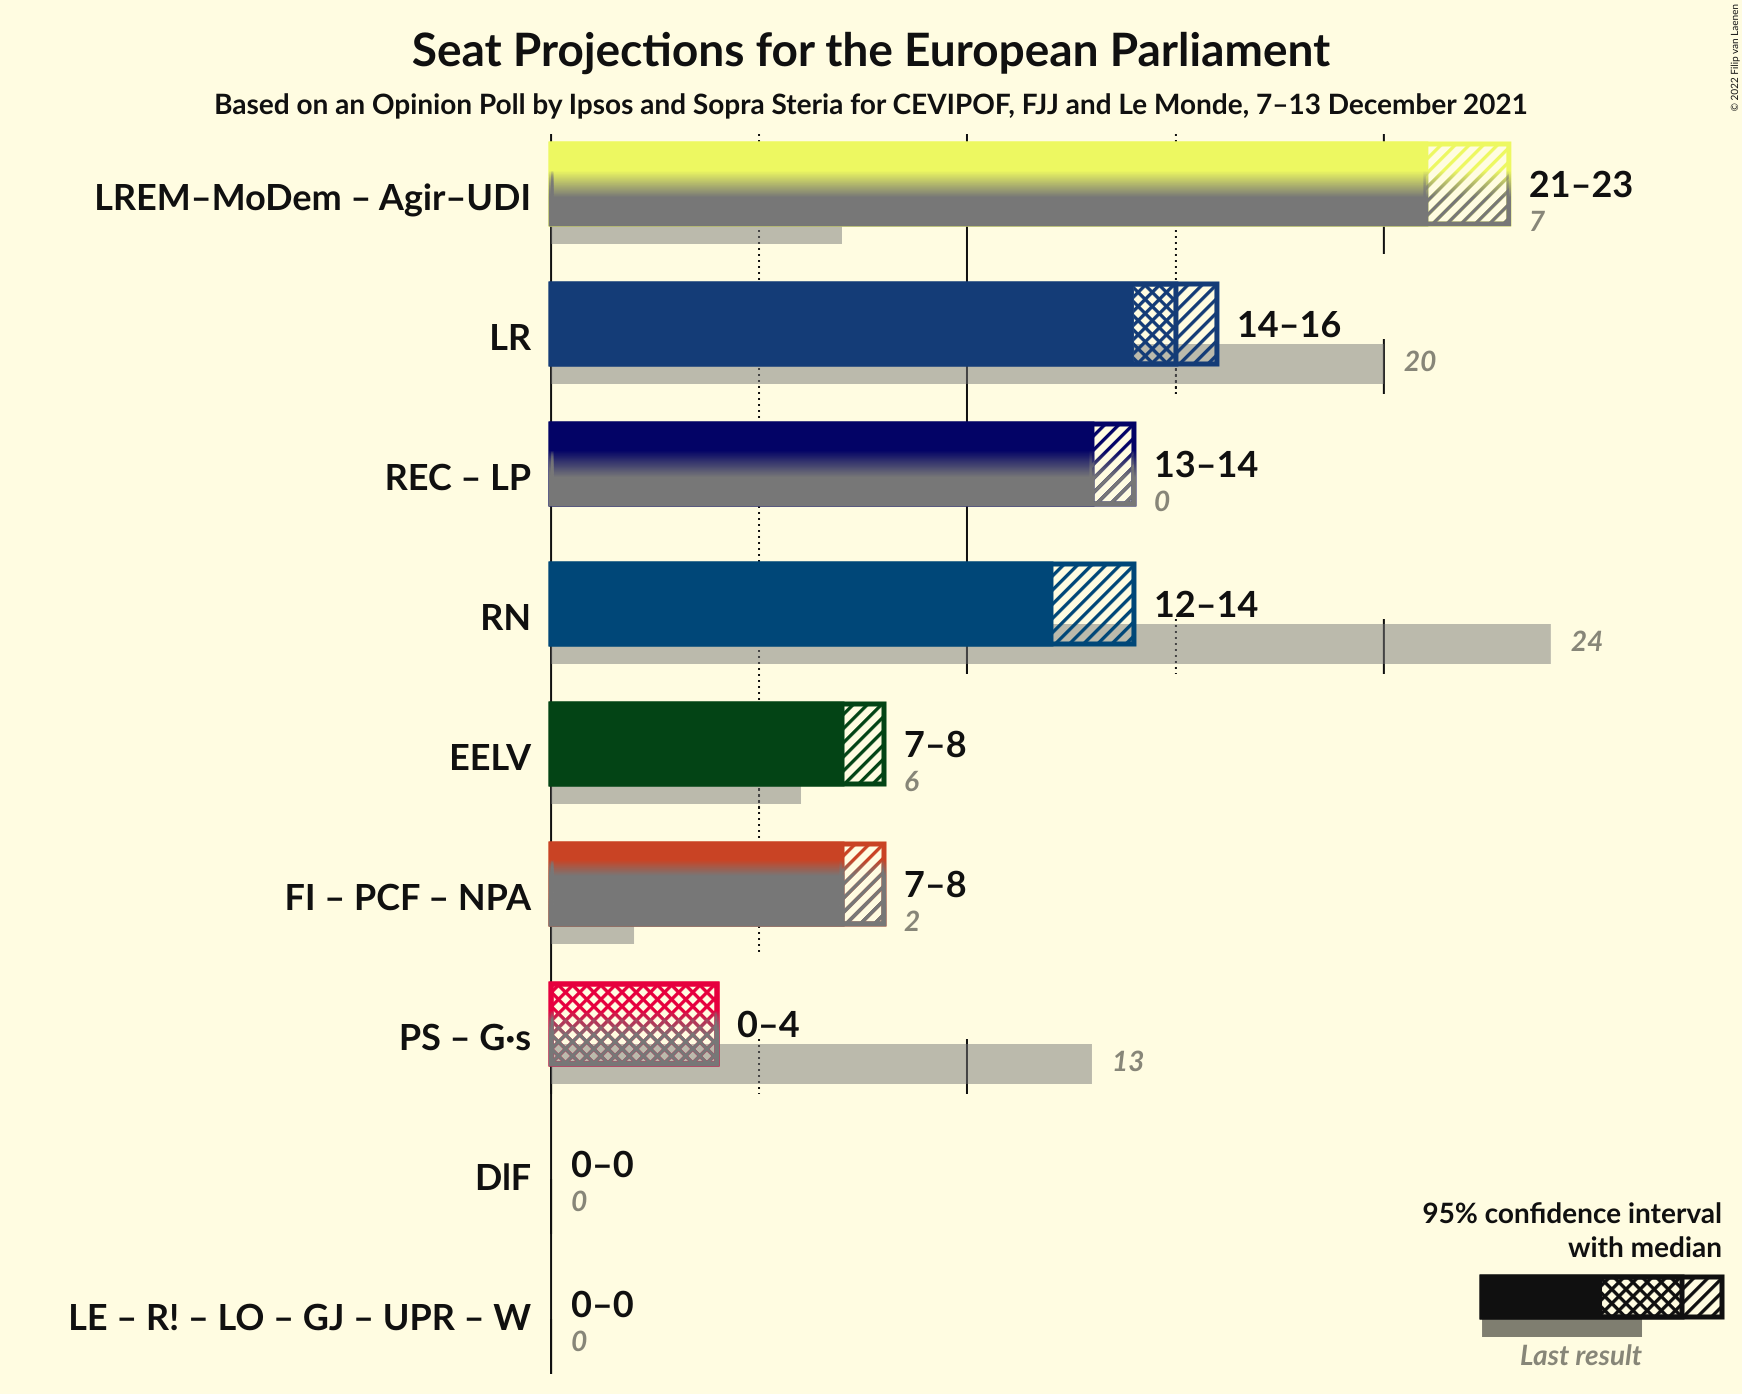 Seat Projections for the European Parliament
Based on an Opinion Poll by Ipsos and Sopra Steria for CEVIPOF, FJJ and Le Monde, 7–13 December 2021
© 2022 Filip van Laenen
LREM–MoDem – Agir–UDI
21–23
7
LR
14–16
20
REC – LP
13–14
0
RN
12–14
24
EELV
7–8
6
FI – PCF – NPA
7–8
2
PS – G·s
0–4
13
DIF
0–0
0
LE – R! – LO – GJ – UPR – W
0–0
0
95% confidence interval
with median
Last result